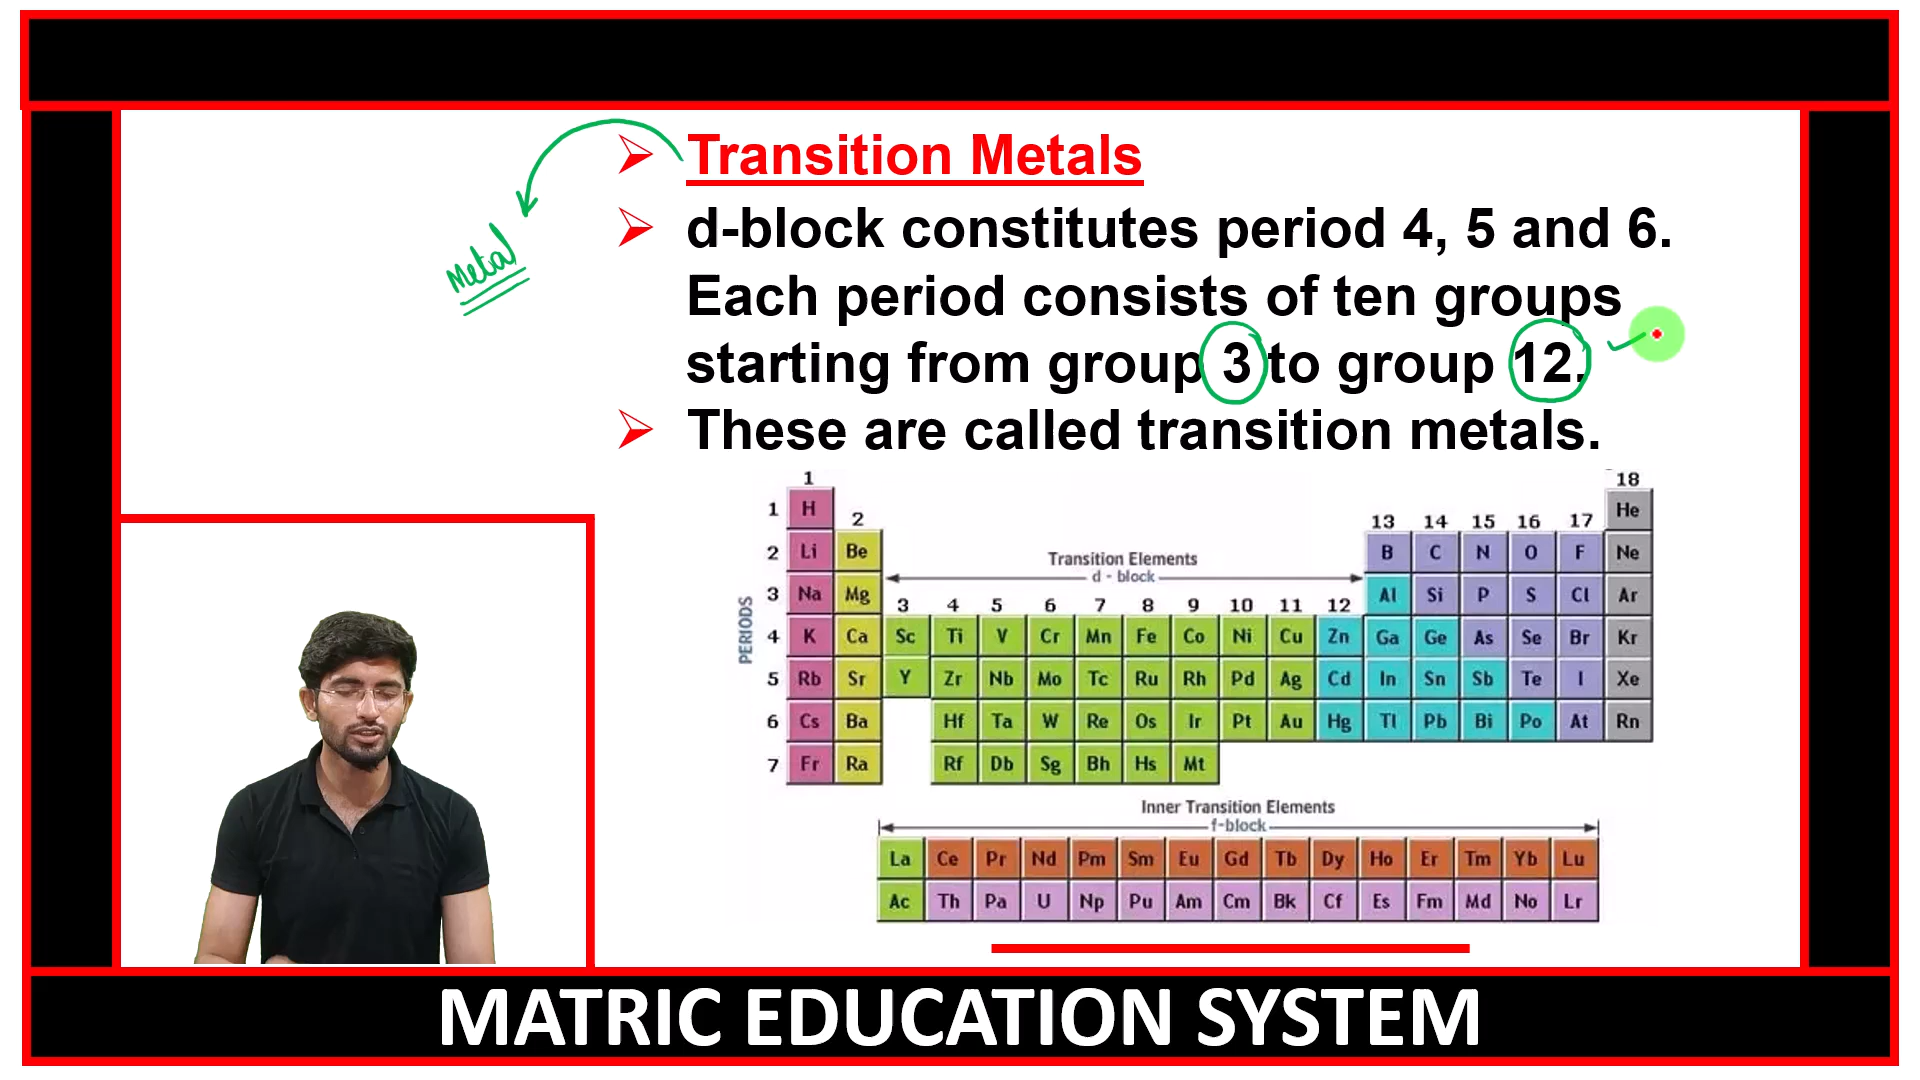 Transition Metals
Metal
d-block constitutes period 4, 5 and 6.
Each period consists of ten groups
starting from group 3 to group 12.
These are called transition metals.
1 18
1 H He
2 13 14 15 16 17
2 Li Be B C N O F Ne
Transition Elements
d - block
3 Na Mg Al Si P S Cl Ar
3 4 5 6 7 8 9 10 11 12
4 K Ca Sc Ti V Cr Mn Fe Co Ni Cu Zn Ga Ge As Se Br Kr
5 Rb Sr Y Zr Nb Mo Tc Ru Rh Pd Ag Cd In Sn Sb Te I Xe
6 Cs Ba Hf Ta W Re Os Ir Pt Au Hg Tl Pb Bi Po At Rn
7 Fr Ra Rf Db Sg Bh Hs Mt
PERIODS
Inner Transition Elements
f-block
La Ce Pr Nd Pm Sm Eu Gd Tb Dy Ho Er Tm Yb Lu
Ac Th Pa U Np Pu Am Cm Bk Cf Es Fm Md No Lr
MATRIC EDUCATION SYSTEM